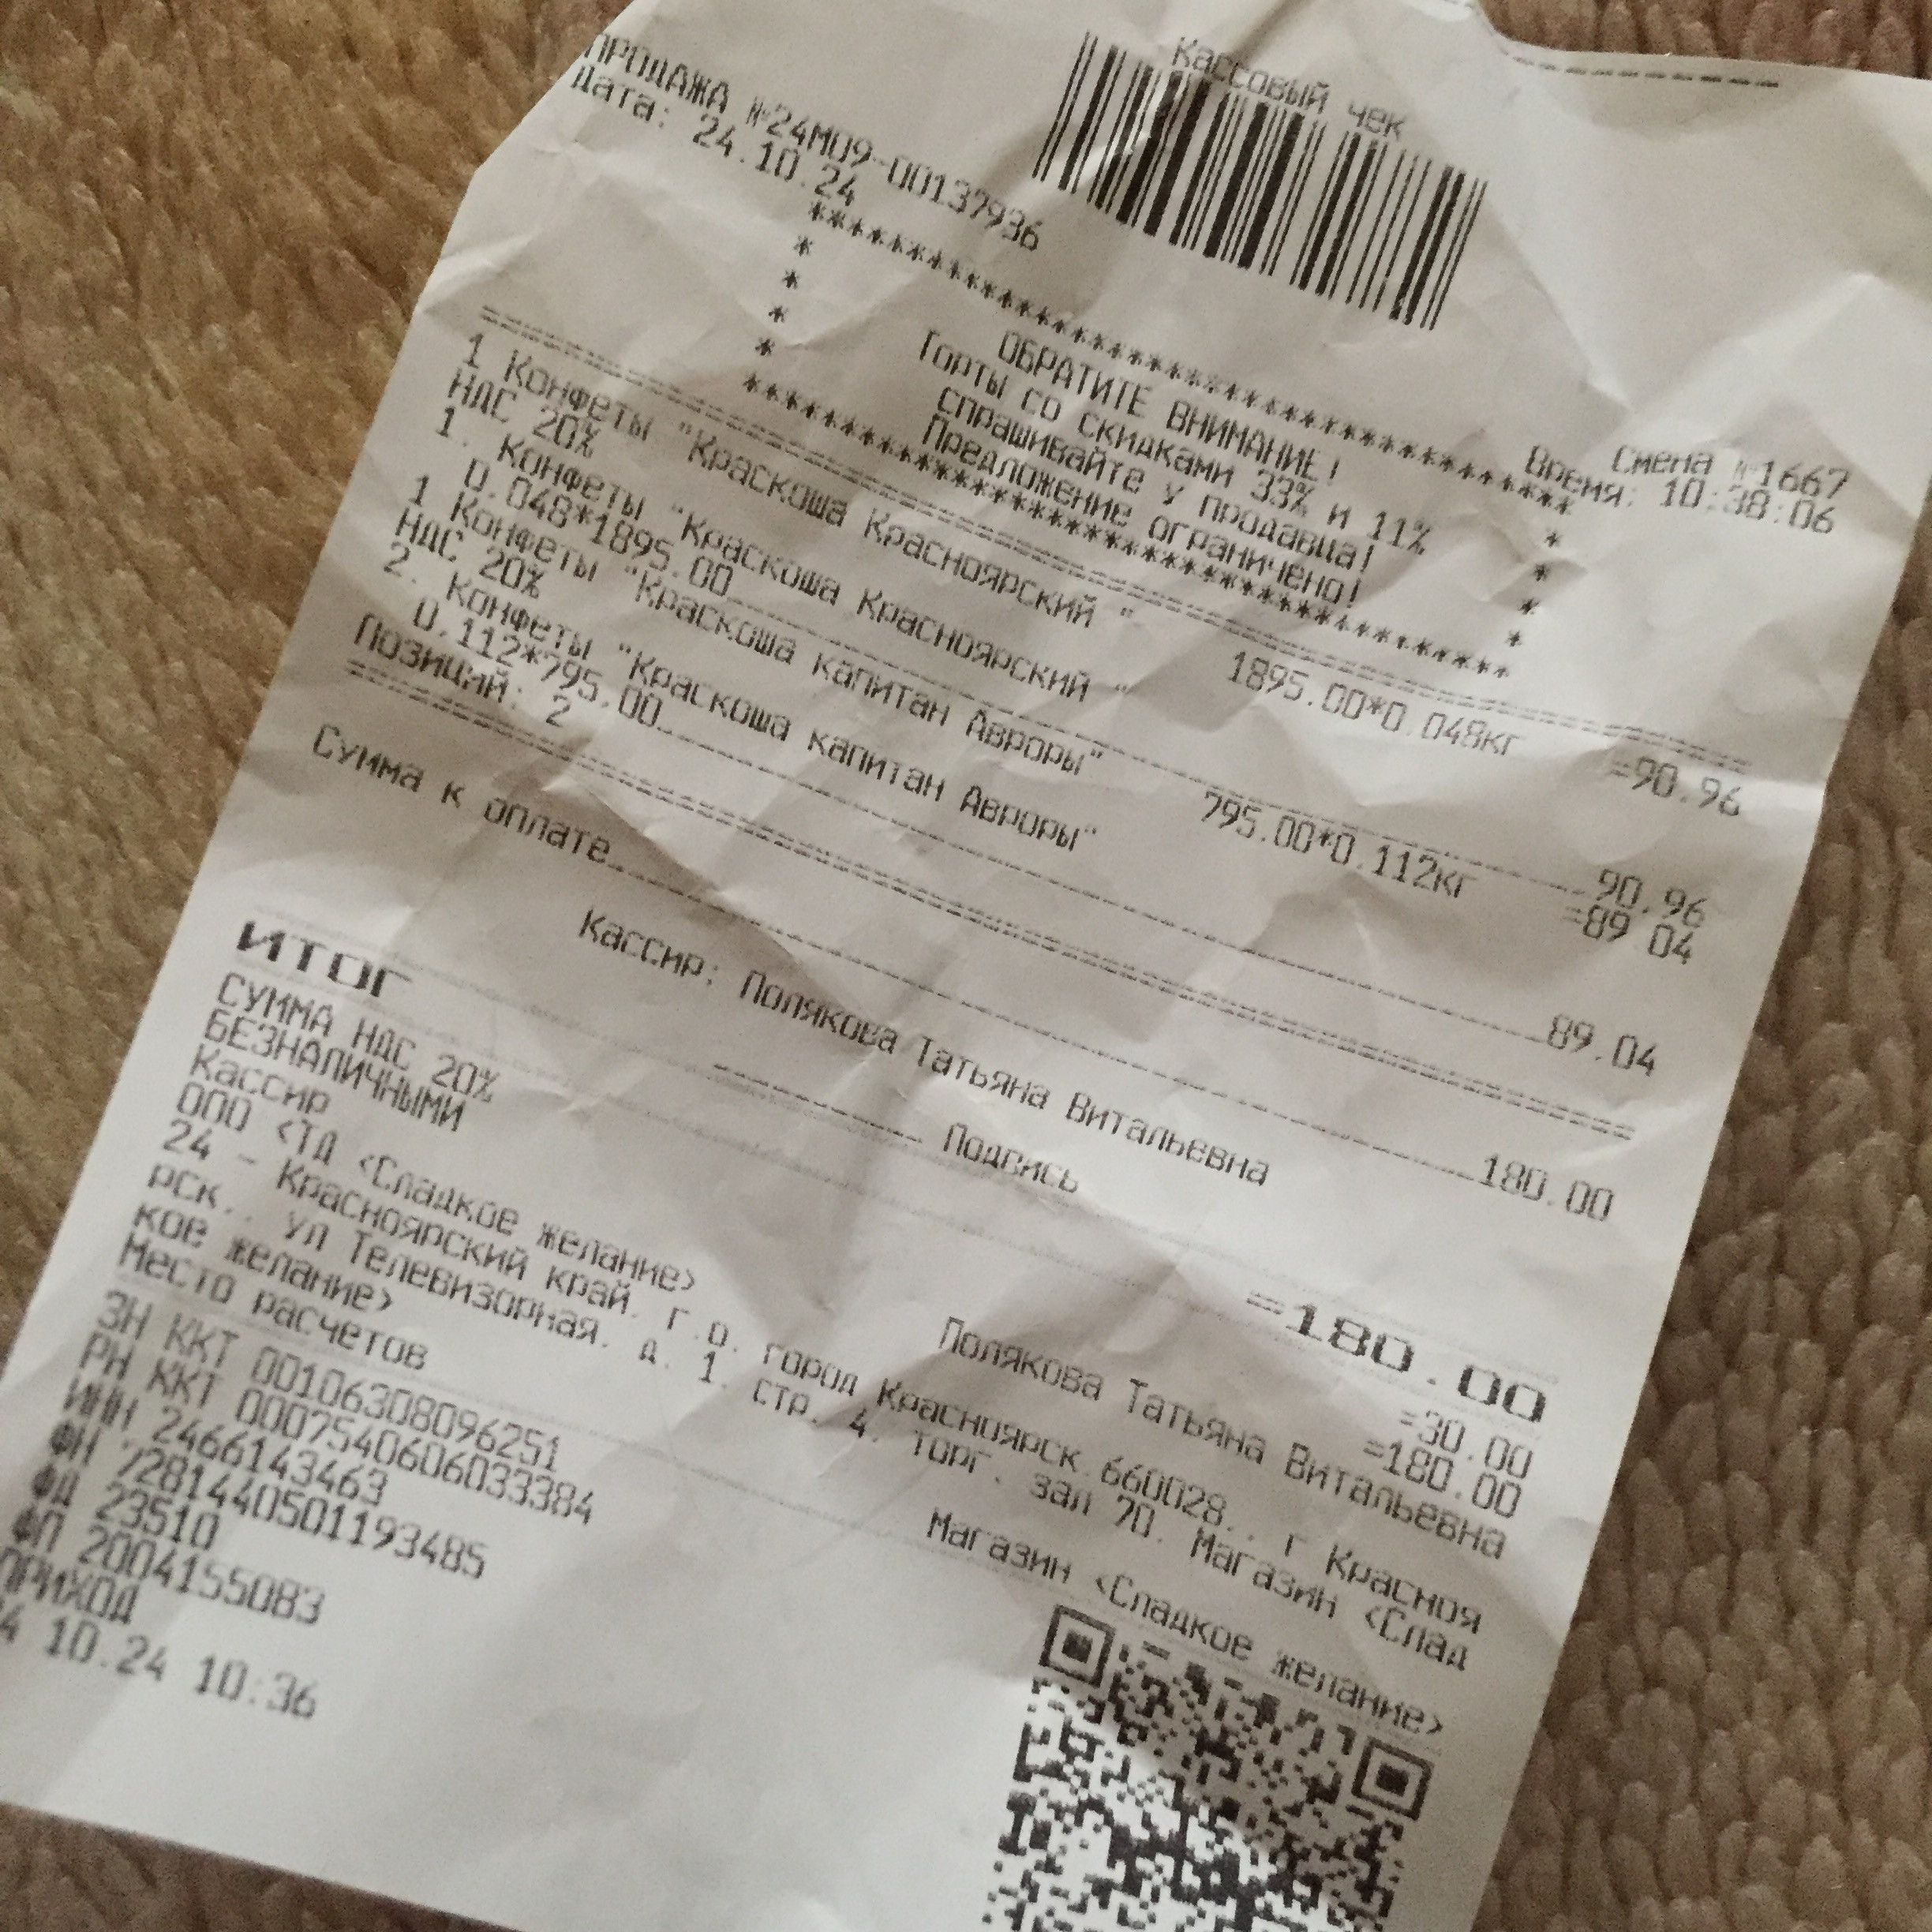 Кассовый чек
ПРОДАЖА №24М09-00137936 Смена №1667
Дата: 24.10.24 Время: 10:38:06
******************************
* ОБРАТИТЕ ВНИМАНИЕ! *
* Торты со скидками 33% и 11% *
* спрашивайте у продавца! *
* Предложение ограничено! *
******************************
1 Конфеты "Краскоша Красноярский " 1895.00*0.048кг =90.96
НДС 20%
1. Конфеты "Краскоша Красноярский "
0.048*1895.00 90.96
1 Конфеты "Краскоша капитан Авроры" 795.00*0.112кг =89.04
НДС 20%
2. Конфеты "Краскоша капитан Авроры"
0.112*795.00 89.04
Позиций: 2
Сумма к оплате 180.00
Кассир: Полякова Татьяна Витальевна
Подпись
ИТОГ =180.00
СУММА НДС 20% =30.00
БЕЗНАЛИЧНЫМИ =180.00
Кассир Полякова Татьяна Витальевна
ООО <ТД <Сладкое желание>
24 - Красноярский край, г.о. город Красноярск 660028,, г Красноя
рск,, ул Телевизорная, д. 1, стр. 4, торг. зал 70. Магазин <Слад
кое желание>
Место расчетов Магазин <Сладкое желание>
ЗН ККТ 00106308096251
РН ККТ 0007540606033384
ИНН 2466143463
ФН 7281440501193485
ФД 23510
ФП 2004155083
ПРИХОД
4.10.24 10:36